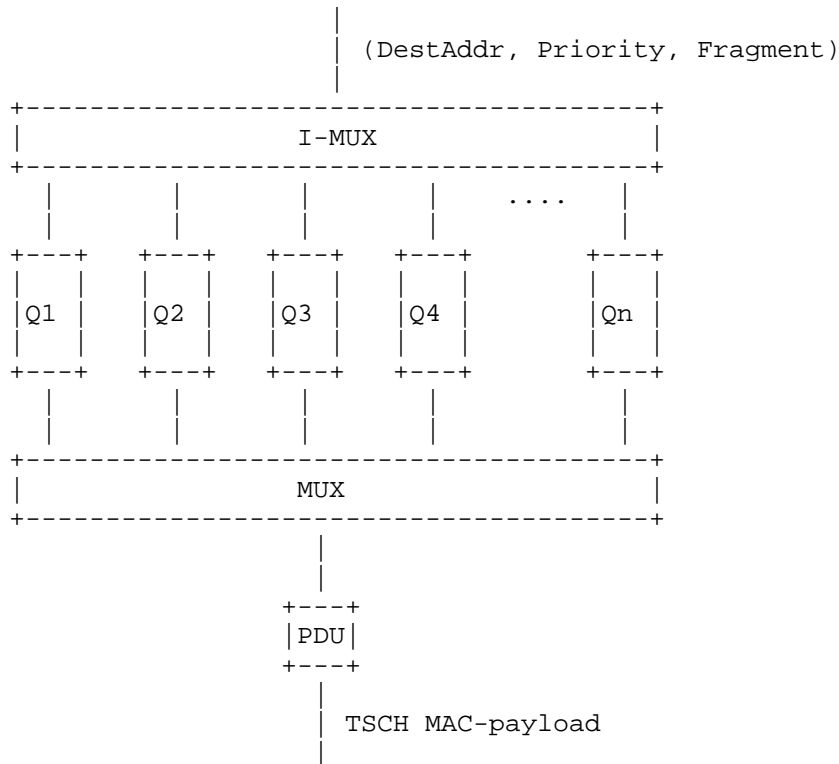 (DestAddr, Priority, Fragment)
I-MUX
....
Q1 Q2 Q3 Q4 Qn
MUX
PDU
TSCH MAC-payload